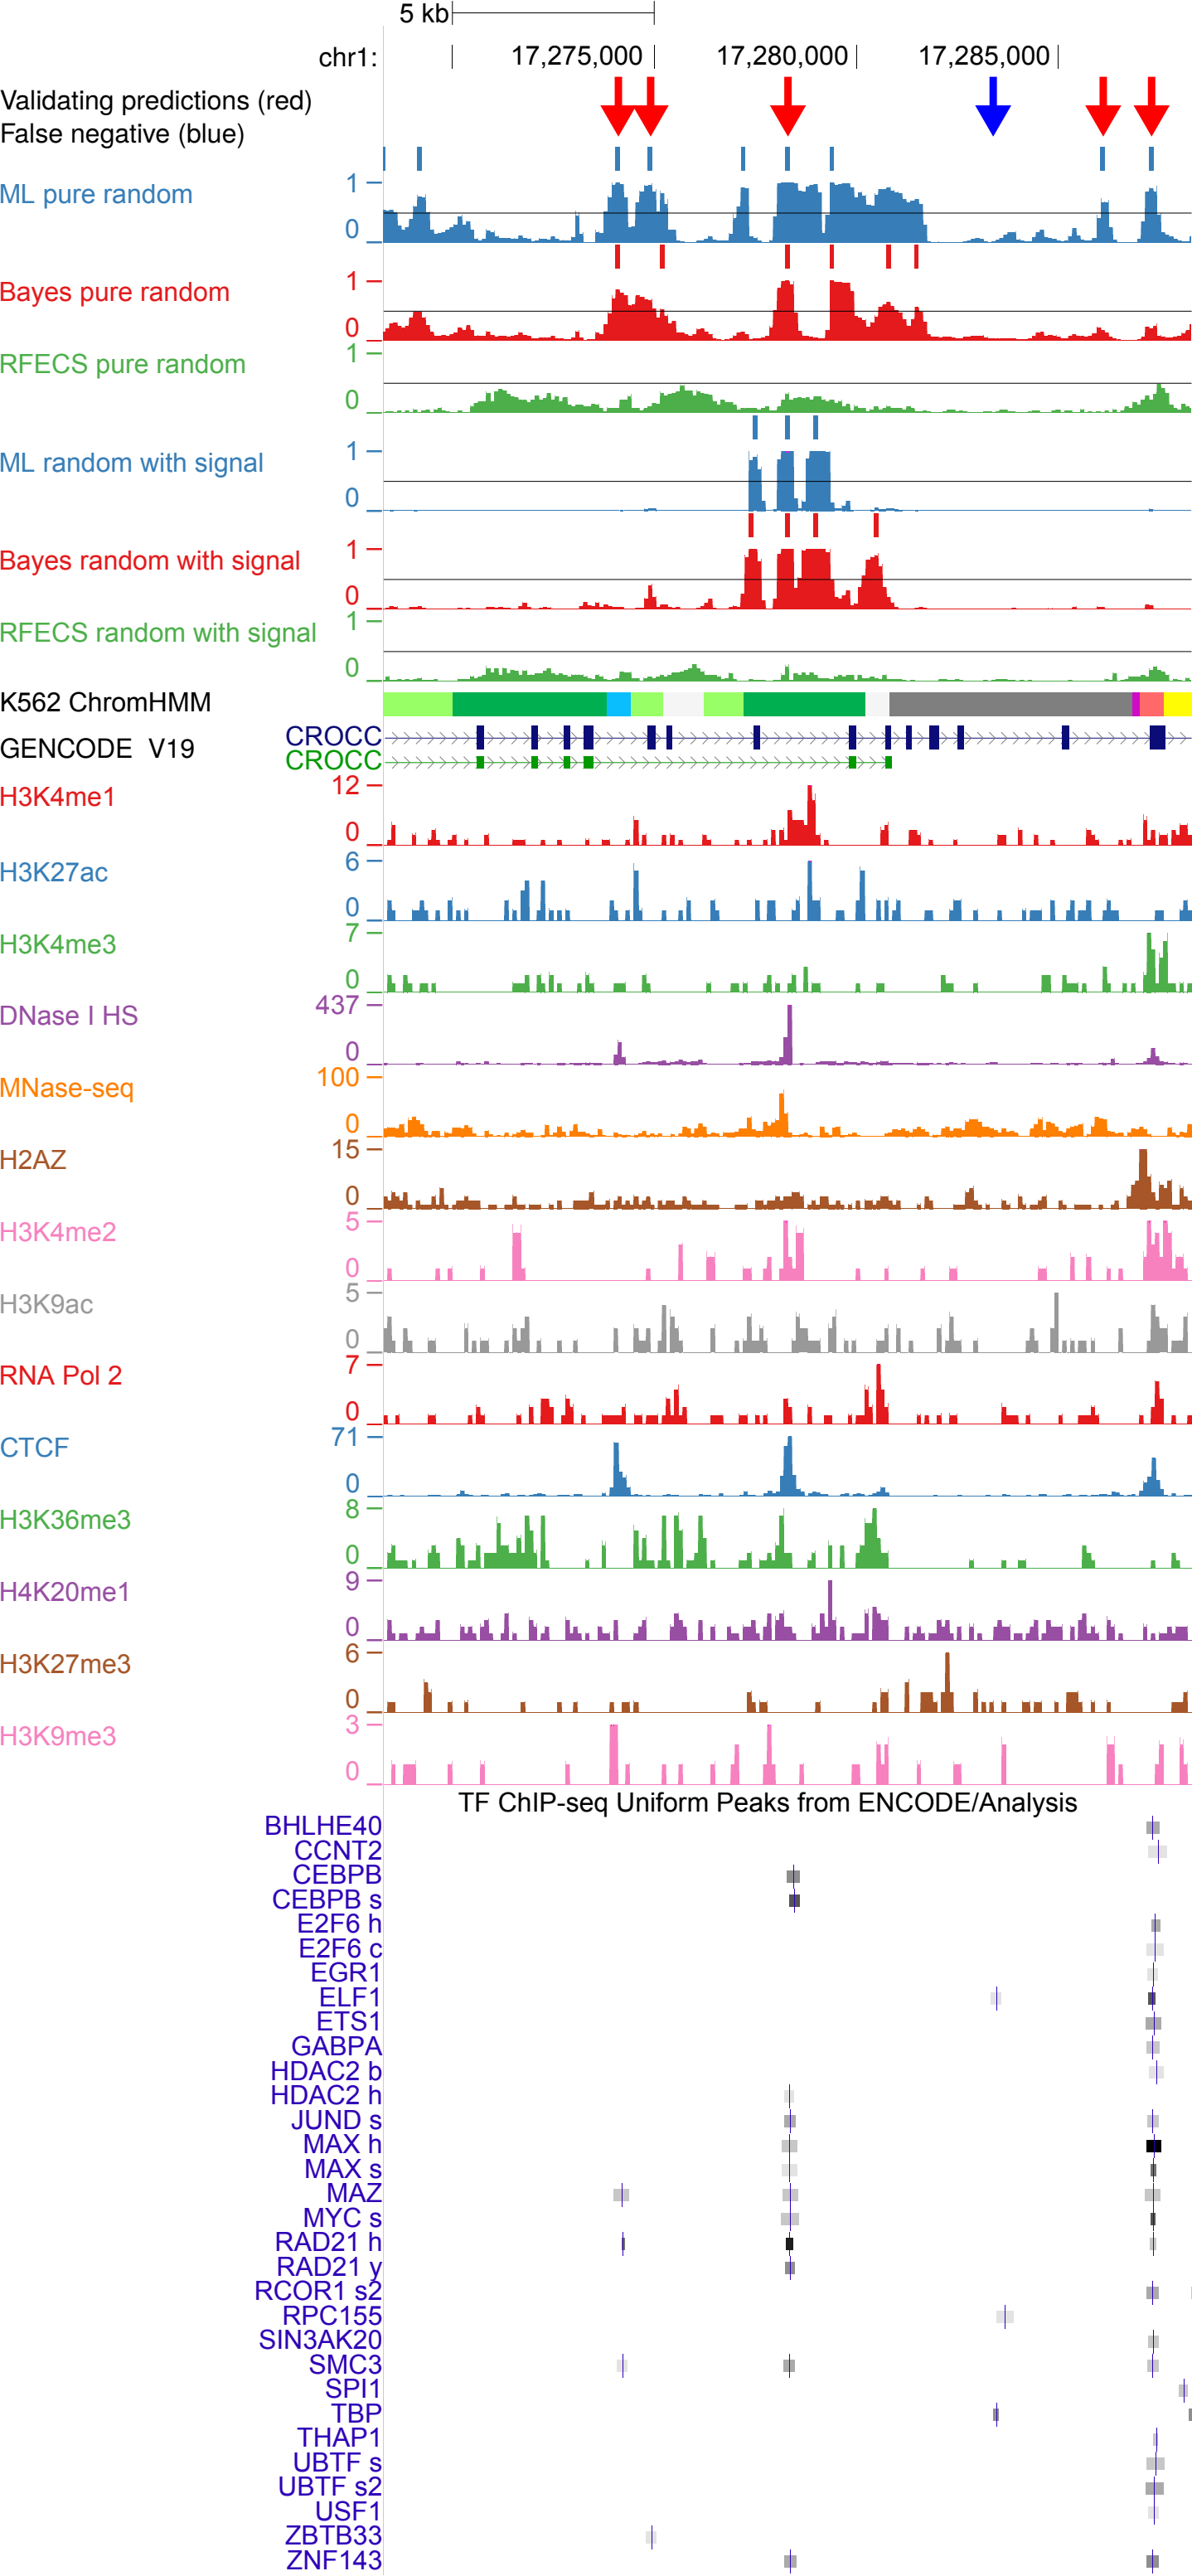 5 kb
chr1: 17,275,000 17,280,000 17,285,000
Validating predictions (red)
False negative (blue)
ML pure random 1 0
Bayes pure random 1 0
RFECS pure random 1 0
ML random with signal 1 0
Bayes random with signal 1 0
RFECS random with signal 1 0
K562 ChromHMM
GENCODE V19 CROCC
CROCC
H3K4me1 12 0
H3K27ac 6 0
H3K4me3 7 0
DNase I HS 437 0
MNase-seq 100 0
H2AZ 15 0
H3K4me2 5 0
H3K9ac 5 0
RNA Pol 2 7 0
CTCF 71 0
H3K36me3 8 0
H4K20me1 9 0
H3K27me3 6 0
H3K9me3 3 0
TF ChIP-seq Uniform Peaks from ENCODE/Analysis
BHLHE40
CCNT2
CEBPB
CEBPB s
E2F6 h
E2F6 c
EGR1
ELF1
ETS1
GABPA
HDAC2 b
HDAC2 h
JUND s
MAX h
MAX s
MAZ
MYC s
RAD21 h
RAD21 y
RCOR1 s2
RPC155
SIN3AK20
SMC3
SPI1
TBP
THAP1
UBTF s
UBTF s2
USF1
ZBTB33
ZNF143